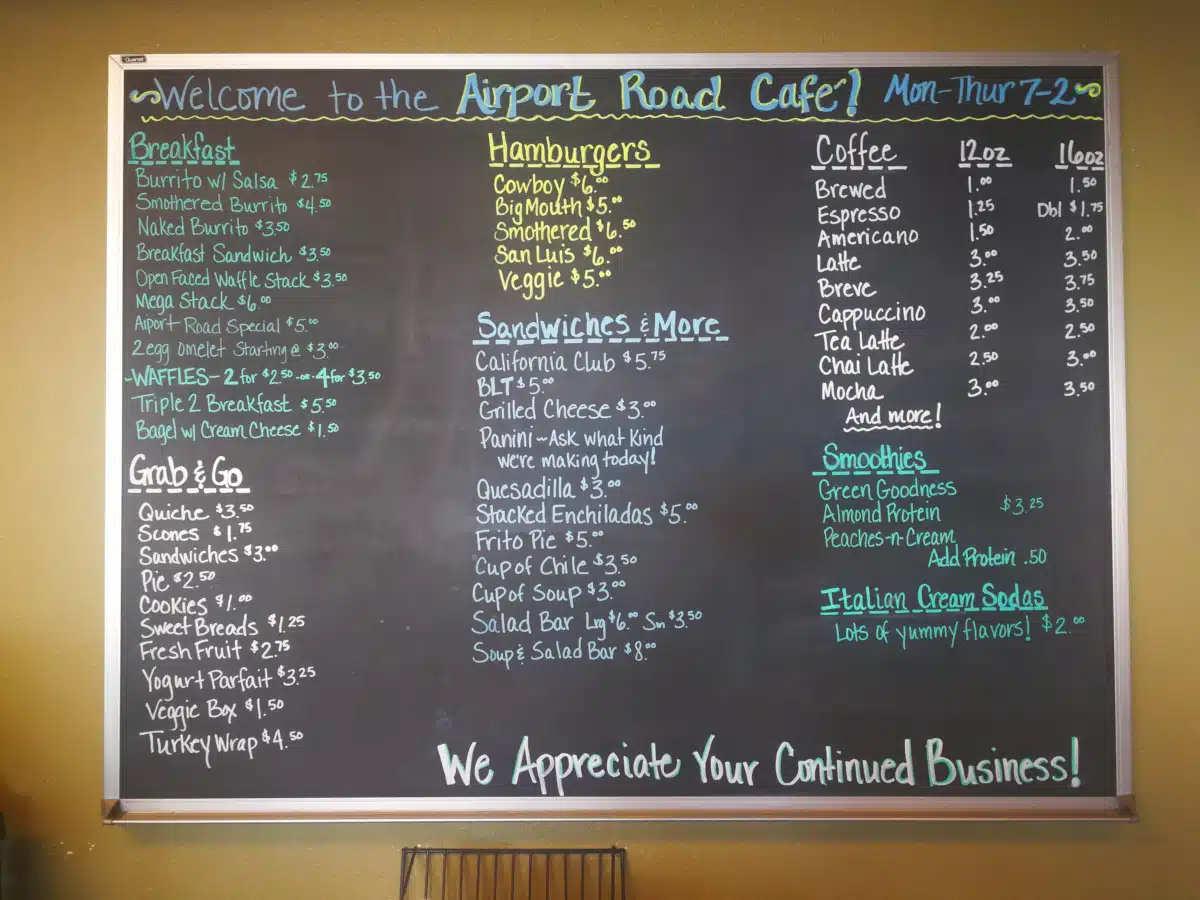 Quartet
Welcome to the Airport Road Cafe! Mon-Thur 7-2
Breakfast
Burrito w/ Salsa $2.75
Smothered Burrito $4.50
Naked Burrito $3.50
Breakfast Sandwich $3.50
Open Faced Waffle Stack $3.50
Mega Stack $6.00
Aiport Road Special $5.00
2 egg omelet Starting @ $3.00
-WAFFLES- 2 for $2.50 -or- 4 for $3.50
Triple 2 Breakfast $5.50
Bagel w/ Cream Cheese $1.50
Grab & Go
Quiche $3.50
Scones $1.75
Sandwiches $3.00
Pie $2.50
Cookies $1.00
Sweet Breads $1.25
Fresh Fruit $2.75
Yogurt Parfait $3.25
Veggie Box $1.50
Turkey Wrap $4.50
Hamburgers
Cowboy $6.00
Big Mouth $5.00
Smothered $6.50
San Luis $6.00
Veggie $5.00
Sandwiches & More
California Club $5.75
BLT $5.00
Grilled Cheese $3.00
Panini ~ Ask what kind
we're making today!
Quesadilla $3.00
Stacked Enchiladas $5.00
Frito Pie $5.00
Cup of Chile $3.50
Cup of Soup $3.00
Salad Bar Lrg $6.00 Sm $3.50
Soup & Salad Bar $8.00
Coffee 12oz 16oz
Brewed 1.00 1.50
Espresso 1.25 Dbl $1.75
Americano 1.50 2.00
Latte 3.00 3.50
Breve 3.25 3.75
Cappuccino 3.00 3.50
Tea Latte 2.00 2.50
Chai Latte 2.50 3.00
Mocha 3.00 3.50
And more!
Smoothies
Green Goodness
Almond Protein $3.25
Peaches-n-Cream
Add Protein .50
Italian Cream Sodas
Lots of yummy flavors! $2.00
We Appreciate Your Continued Business!